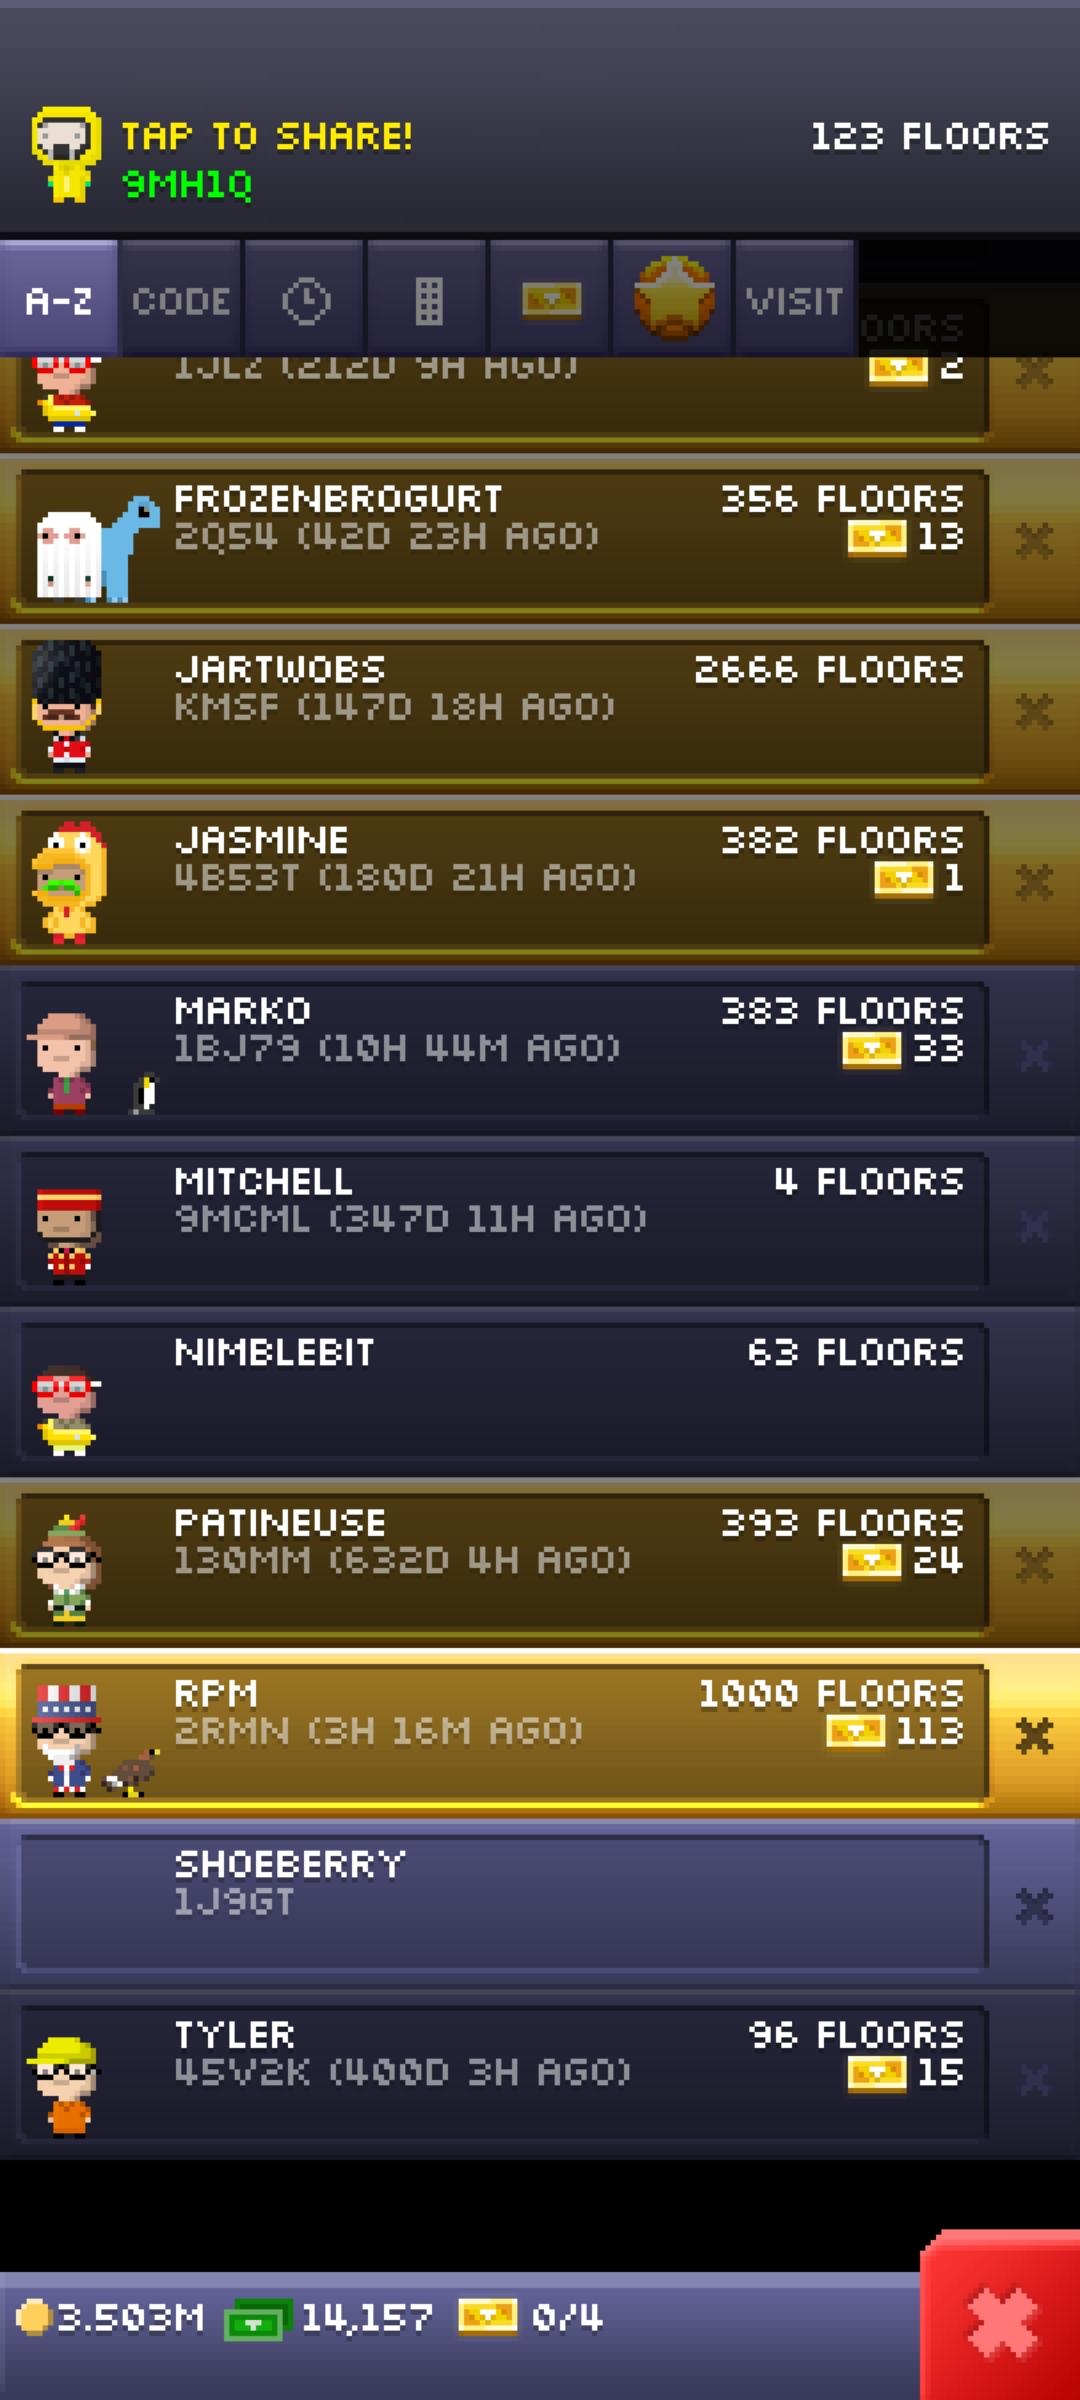 TAP TO SHARE!
123 FLOORS
9MH1Q
A-Z CODE VISIT
1JLZ (212D 9H AGO)
2
FROZENBROGURT
356 FLOORS
2Q54 (42D 23H AGO)
13
JARTWOBS
2666 FLOORS
KMSF (147D 18H AGO)
JASMINE
382 FLOORS
4B53T (180D 21H AGO)
1
MARKO
383 FLOORS
1BJ79 (10H 44M AGO)
33
MITCHELL
4 FLOORS
9MCML (347D 11H AGO)
NIMBLEBIT
63 FLOORS
PATINEUSE
393 FLOORS
130MM (632D 4H AGO)
24
RPM
1000 FLOORS
2RMN (3H 16M AGO)
113
SHOEBERRY
1J9GT
TYLER
96 FLOORS
45V2K (400D 3H AGO)
15
3.503M 14,157 0/4